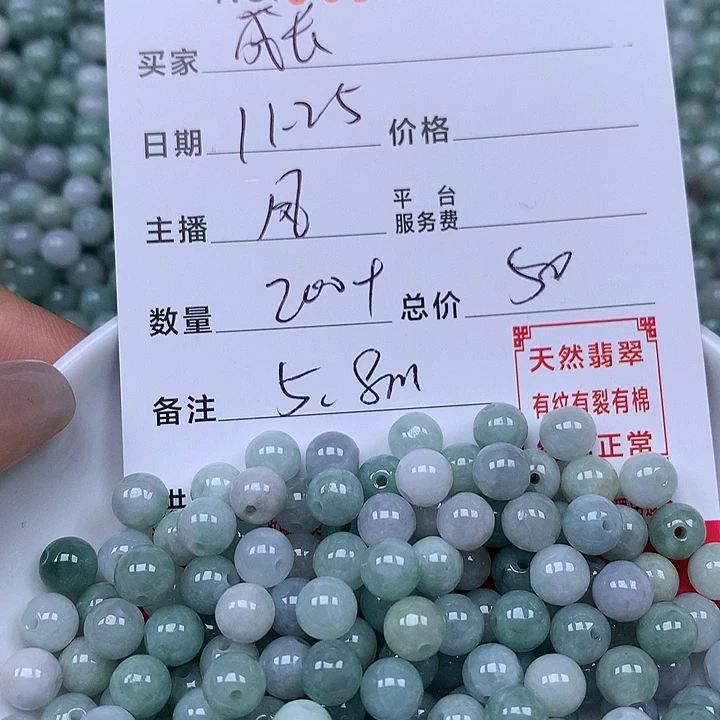 买家 成长
日期 11-25 价格
主播 风
平台
服务费
数量 200+ 总价 50
备注 5.8m
天然翡翠
有纹有裂有棉
正常